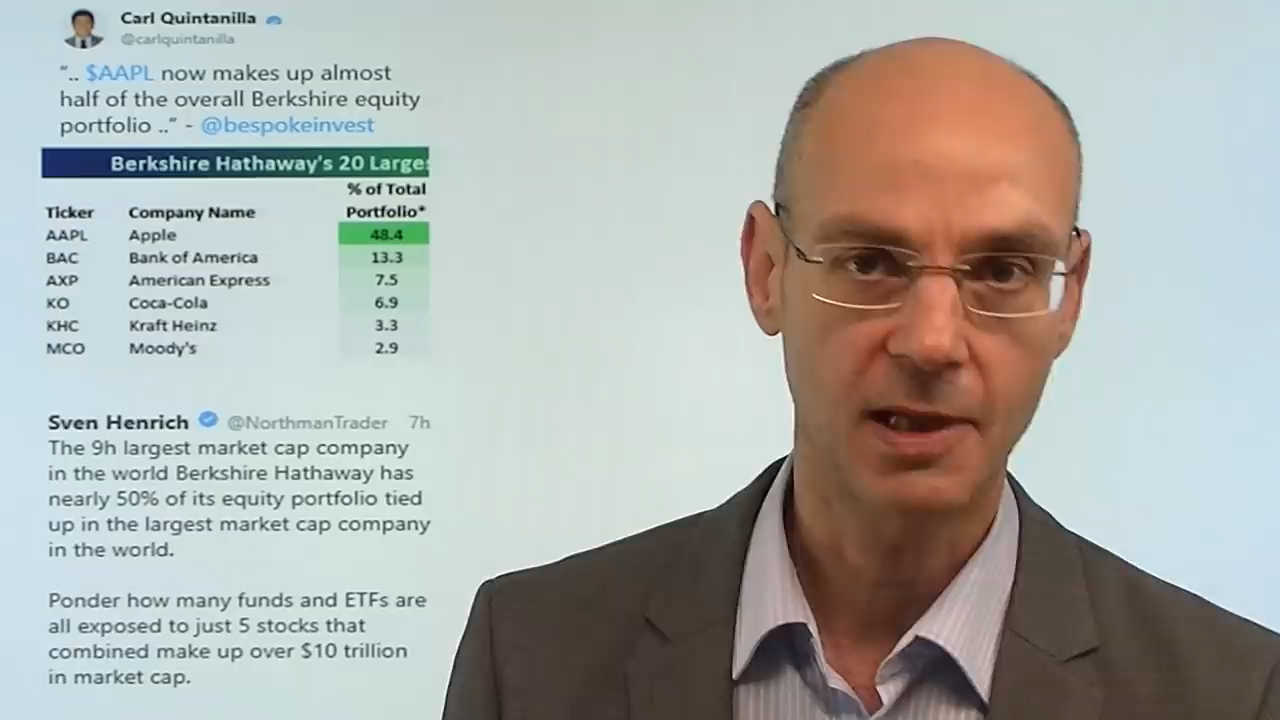 Carl Quintanilla
@carlquintanilla
“.. $AAPL now makes up almost
half of the overall Berkshire equity
portfolio ..” - @bespokeinvest
Berkshire Hathaway's 20 Large
% of Total
Ticker Company Name Portfolio*
AAPL Apple 48.4
BAC Bank of America 13.3
AXP American Express 7.5
KO Coca-Cola 6.9
KHC Kraft Heinz 3.3
MCO Moody's 2.9
Sven Henrich @NorthmanTrader 7h
The 9h largest market cap company
in the world Berkshire Hathaway has
nearly 50% of its equity portfolio tied
up in the largest market cap company
in the world.
Ponder how many funds and ETFs are
all exposed to just 5 stocks that
combined make up over $10 trillion
in market cap.